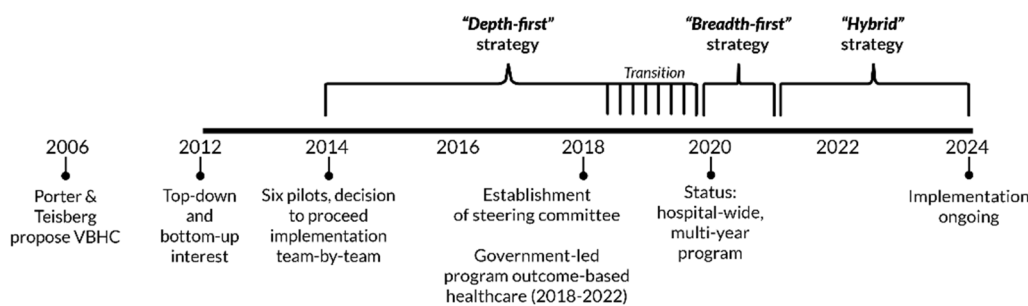 “Depth-first”
strategy
“Breadth-first”
strategy
“Hybrid”
strategy
Transition
2006
2012
2014
2016
2018
2020
2022
2024
Porter &
Teisberg
propose VBHC
Top-down
and
bottom-up
interest
Six pilots, decision
to proceed
implementation
team-by-team
Establishment
of steering committee
Government-led
program outcome-based
healthcare (2018-2022)
Status:
hospital-wide,
multi-year
program
Implementation
ongoing